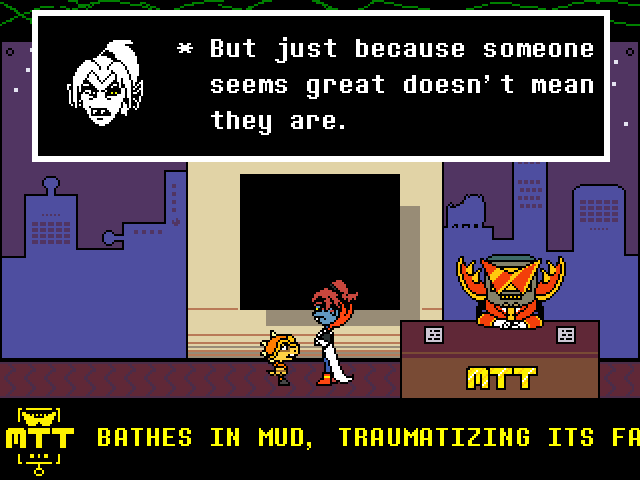 * But just because someone
seems great doesn't mean
they are.
MTT
MTT BATHES IN MUD, TRAUMATIZING ITS FA